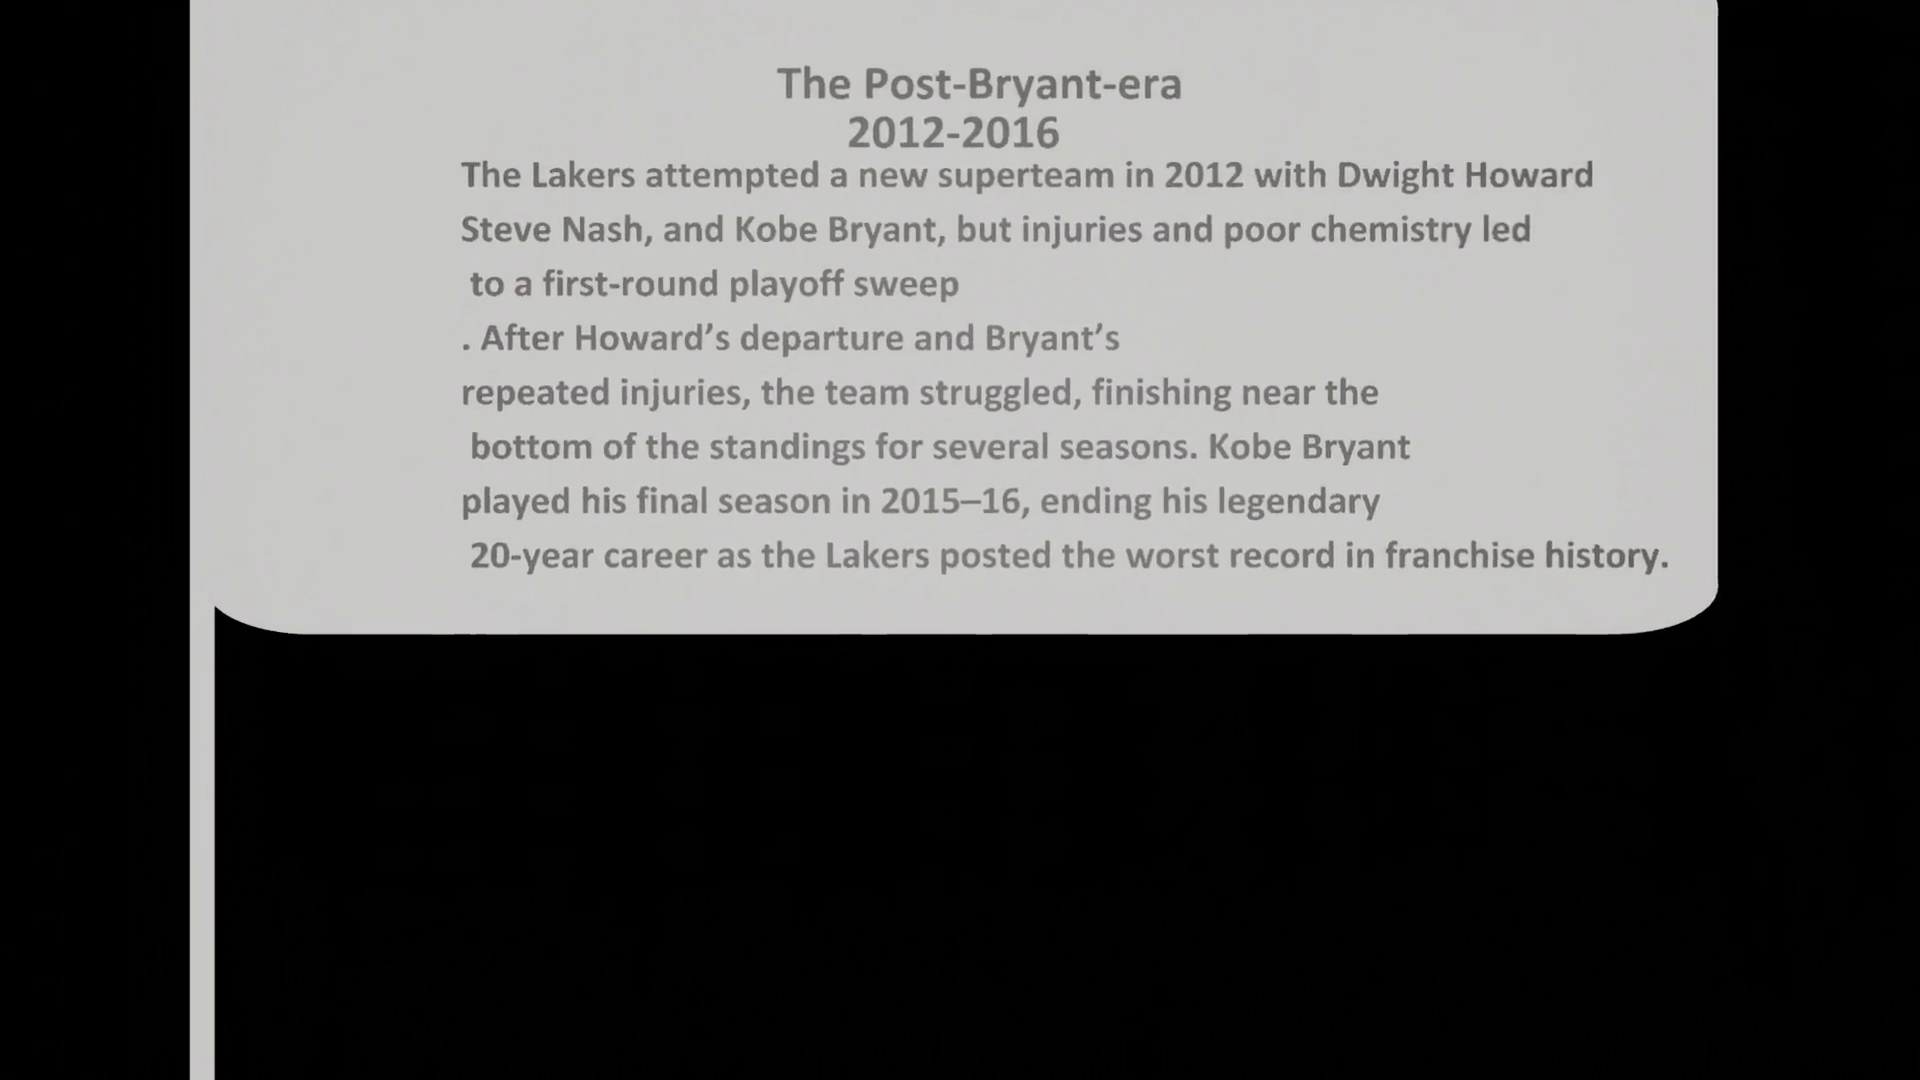 The Post-Bryant-era
2012-2016
The Lakers attempted a new superteam in 2012 with Dwight Howard
Steve Nash, and Kobe Bryant, but injuries and poor chemistry led
to a first-round playoff sweep
. After Howard’s departure and Bryant’s
repeated injuries, the team struggled, finishing near the
bottom of the standings for several seasons. Kobe Bryant
played his final season in 2015–16, ending his legendary
20-year career as the Lakers posted the worst record in franchise history.